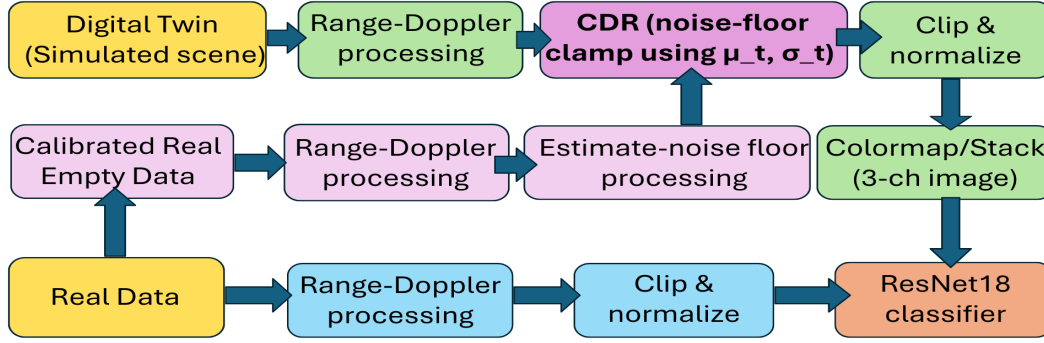 Digital Twin
(Simulated scene)
Range-Doppler
processing
CDR (noise-floor
clamp using μ_t, σ_t)
Clip &
normalize
Calibrated Real
Empty Data
Range-Doppler
processing
Estimate-noise floor
processing
Colormap/Stack
(3-ch image)
Real Data
Range-Doppler
processing
Clip &
normalize
ResNet18
classifier